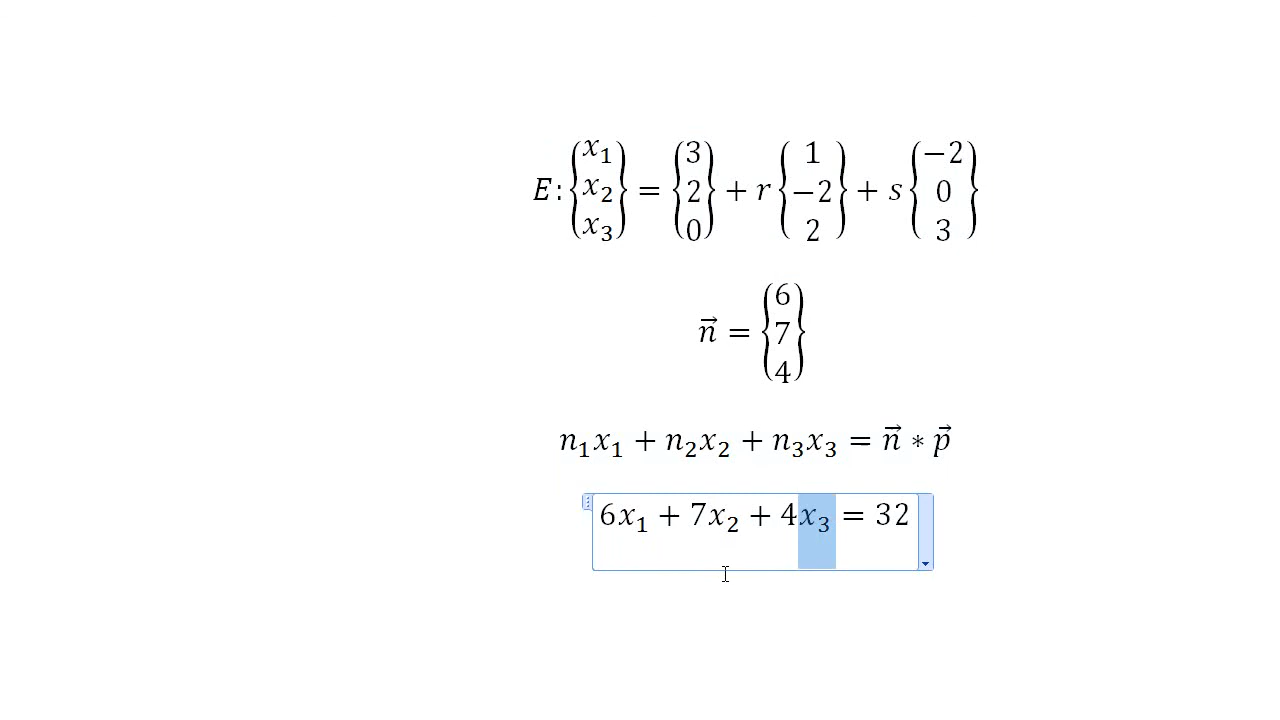 E: {x₁ x₂ x₃} = {3 2 0} + r {1 −2 2} + s {−2 0 3}
n⃗ = {6 7 4}
n₁x₁ + n₂x₂ + n₃x₃ = n⃗ ∗ p⃗
6x₁ + 7x₂ + 4x₃ = 32